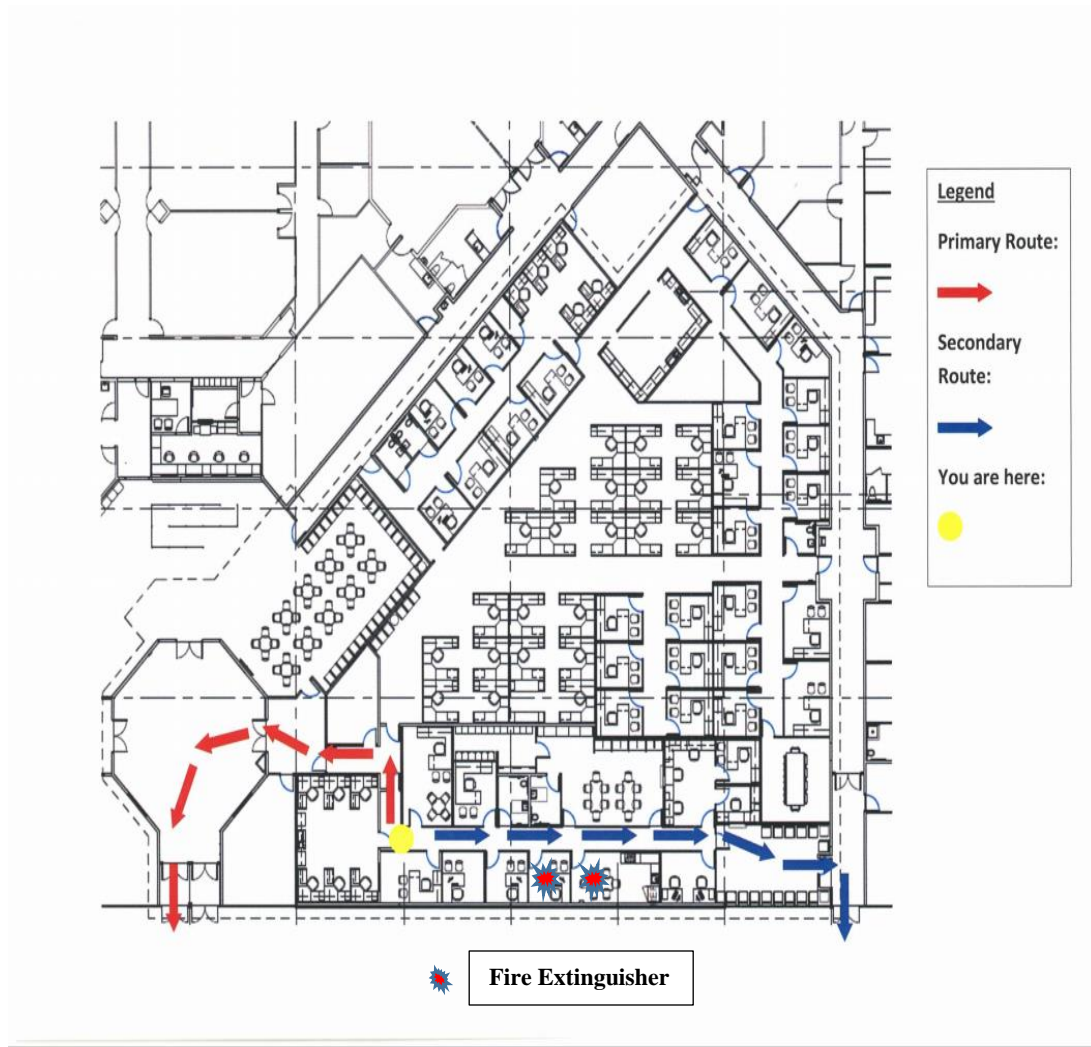 Legend
Primary Route:
Secondary
Route:
You are here:
Fire Extinguisher